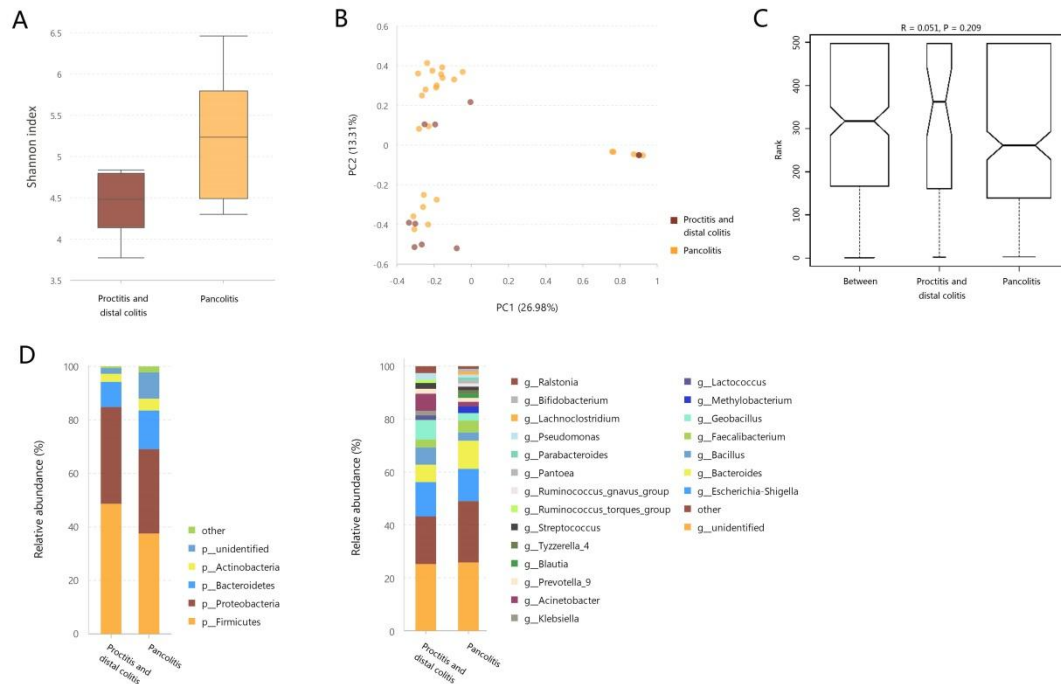 A
Shannon index
6.5
6
5.5
5
4.5
4
3.5
Proctitis and
distal colitis
Pancolitis
B
PC2 (13.31%)
0.6
0.4
0.2
0
-0.2
-0.4
-0.6
-0.4
-0.2
0
0.2
0.4
0.6
0.8
1
PC1 (26.98%)
Proctitis and
distal colitis
Pancolitis
C
R = 0.051, P = 0.209
Rank
500
400
300
200
100
0
Between
Proctitis and
distal colitis
Pancolitis
D
Relative abundance (%)
100
80
60
40
20
0
Proctitis and
distal colitis
Pancolitis
other
p__unidentified
p__Actinobacteria
p__Bacteroidetes
p__Proteobacteria
p__Firmicutes
Relative abundance (%)
100
80
60
40
20
0
Proctitis and
distal colitis
Pancolitis
g__Ralstonia
g__Bifidobacterium
g__Lachnoclostridium
g__Pseudomonas
g__Parabacteroides
g__Pantoea
g__Ruminococcus_gnavus_group
g__Ruminococcus_torques_group
g__Streptococcus
g__Tyzzerella_4
g__Blautia
g__Prevotella_9
g__Acinetobacter
g__Klebsiella
g__Lactococcus
g__Methylobacterium
g__Geobacillus
g__Faecalibacterium
g__Bacillus
g__Bacteroides
g__Escherichia-Shigella
other
g__unidentified